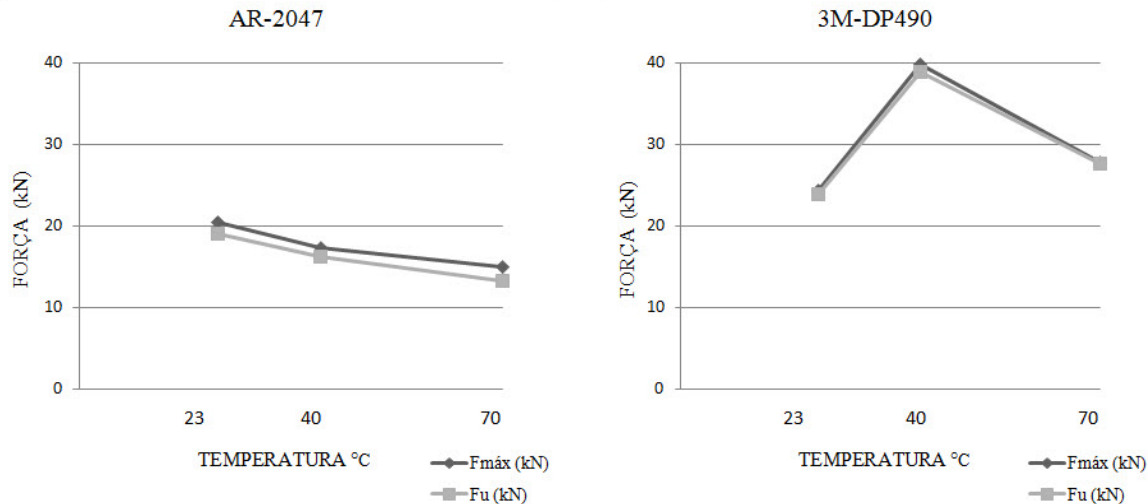 AR-2047
40
30
20
10
0
FORÇA (kN)
23 40 70
TEMPERATURA °C
Fmáx (kN)
Fu (kN)
3M-DP490
40
30
20
10
0
FORÇA (kN)
23 40 70
TEMPERATURA °C
Fmáx (kN)
Fu (kN)